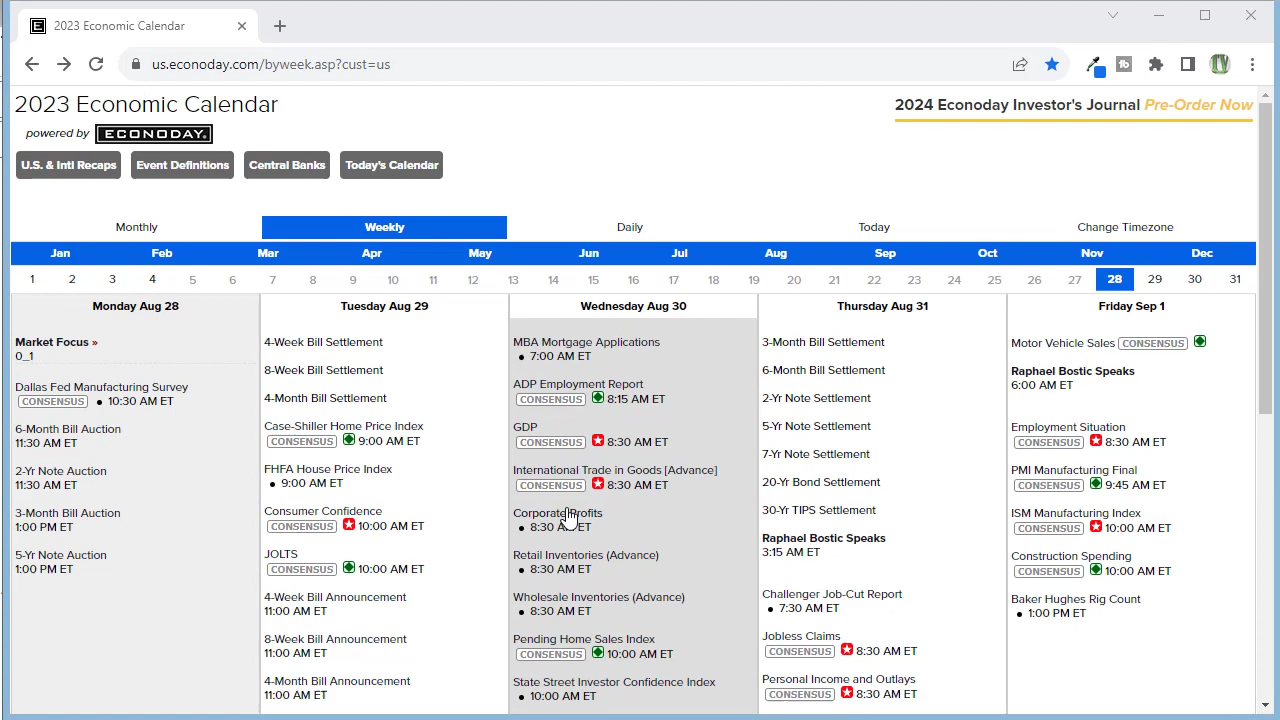 2023 Economic Calendar
us.econoday.com/byweek.asp?cust=us
2023 Economic Calendar
2024 Econoday Investor's Journal Pre-Order Now
powered by ECONODAY.
U.S. & Intl Recaps Event Definitions Central Banks Today's Calendar
Monthly Weekly Daily Today Change Timezone
Jan Feb Mar Apr May Jun Jul Aug Sep Oct Nov Dec
1 2 3 4 5 6 7 8 9 10 11 12 13 14 15 16 17 18 19 20 21 22 23 24 25 26 27 28 29 30 31
Monday Aug 28
Market Focus »
0_1
Dallas Fed Manufacturing Survey
CONSENSUS • 10:30 AM ET
6-Month Bill Auction
11:30 AM ET
2-Yr Note Auction
11:30 AM ET
3-Month Bill Auction
1:00 PM ET
5-Yr Note Auction
1:00 PM ET
Tuesday Aug 29
4-Week Bill Settlement
8-Week Bill Settlement
4-Month Bill Settlement
Case-Shiller Home Price Index
CONSENSUS 9:00 AM ET
FHFA House Price Index
• 9:00 AM ET
Consumer Confidence
CONSENSUS 10:00 AM ET
JOLTS
CONSENSUS 10:00 AM ET
4-Week Bill Announcement
11:00 AM ET
8-Week Bill Announcement
11:00 AM ET
4-Month Bill Announcement
11:00 AM ET
Wednesday Aug 30
MBA Mortgage Applications
• 7:00 AM ET
ADP Employment Report
CONSENSUS 8:15 AM ET
GDP
CONSENSUS 8:30 AM ET
International Trade in Goods [Advance]
CONSENSUS 8:30 AM ET
Corporate Profits
• 8:30 AM ET
Retail Inventories (Advance)
• 8:30 AM ET
Wholesale Inventories (Advance)
• 8:30 AM ET
Pending Home Sales Index
CONSENSUS 10:00 AM ET
State Street Investor Confidence Index
• 10:00 AM ET
Thursday Aug 31
3-Month Bill Settlement
6-Month Bill Settlement
2-Yr Note Settlement
5-Yr Note Settlement
7-Yr Note Settlement
20-Yr Bond Settlement
30-Yr TIPS Settlement
Raphael Bostic Speaks
3:15 AM ET
Challenger Job-Cut Report
• 7:30 AM ET
Jobless Claims
CONSENSUS 8:30 AM ET
Personal Income and Outlays
CONSENSUS 8:30 AM ET
Friday Sep 1
Motor Vehicle Sales CONSENSUS
Raphael Bostic Speaks
6:00 AM ET
Employment Situation
CONSENSUS 8:30 AM ET
PMI Manufacturing Final
CONSENSUS 9:45 AM ET
ISM Manufacturing Index
CONSENSUS 10:00 AM ET
Construction Spending
CONSENSUS 10:00 AM ET
Baker Hughes Rig Count
• 1:00 PM ET